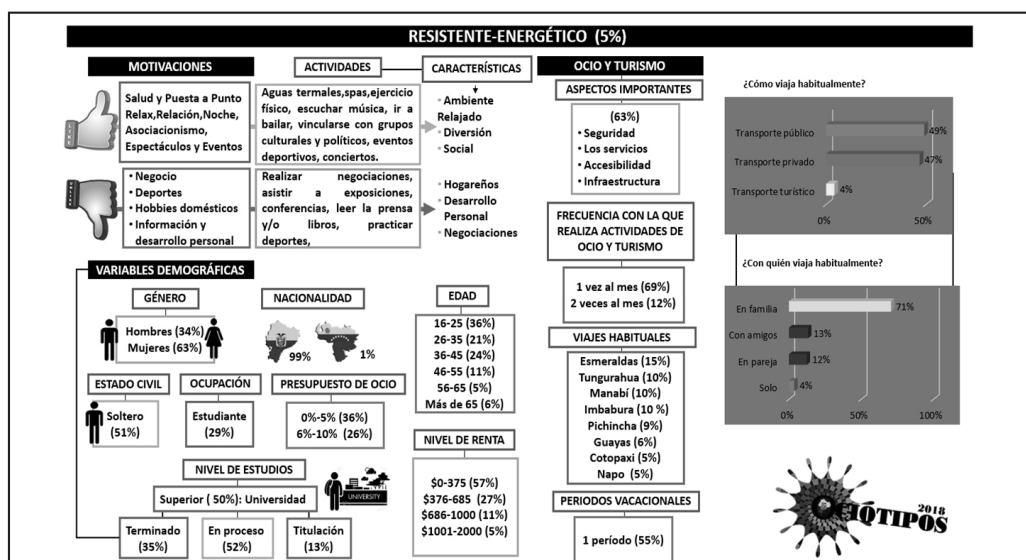 RESISTENTE-ENERGÉTICO (5%)
MOTIVACIONES
ACTIVIDADES
CARACTERÍSTICAS
Salud y Puesta a Punto
Relax,Relación,Noche,
Asociacionismo,
Espectáculos y Eventos
Aguas termales,spas,ejercicio
físico, escuchar música, ir a
bailar, vincularse con grupos
culturales y políticos, eventos
deportivos, conciertos.
• Ambiente
Relajado
• Diversión
• Social
• Negocio
• Deportes
• Hobbies domésticos
• Información y
desarrollo personal
Realizar negociaciones,
asistir a exposiciones,
conferencias, leer la prensa
y/o libros, practicar
deportes,
• Hogareños
• Desarrollo
Personal
• Negociaciones
VARIABLES DEMOGRÁFICAS
GÉNERO
Hombres (34%)
Mujeres (63%)
NACIONALIDAD
99%
1%
EDAD
16-25 (36%)
26-35 (21%)
36-45 (24%)
46-55 (11%)
56-65 (5%)
Más de 65 (6%)
ESTADO CIVIL
Soltero
(51%)
OCUPACIÓN
Estudiante
(29%)
PRESUPUESTO DE OCIO
0%-5% (36%)
6%-10% (26%)
NIVEL DE RENTA
$0-375 (57%)
$376-685 (27%)
$686-1000 (11%)
$1001-2000 (5%)
NIVEL DE ESTUDIOS
UNIVERSITY
Superior ( 50%): Universidad
Terminado
(35%)
En proceso
(52%)
Titulación
(13%)
OCIO Y TURISMO
ASPECTOS IMPORTANTES
(63%)
• Seguridad
• Los servicios
• Accesibilidad
• Infraestructura
FRECUENCIA CON LA QUE
REALIZA ACTIVIDADES DE
OCIO Y TURISMO
1 vez al mes (69%)
2 veces al mes (12%)
VIAJES HABITUALES
Esmeraldas (15%)
Tungurahua (10%)
Manabí (10%)
Imbabura (10 %)
Pichincha (9%)
Guayas (6%)
Cotopaxi (5%)
Napo (5%)
PERIODOS VACACIONALES
1 período (55%)
¿Cómo viaja habitualmente?
Transporte público 49%
Transporte privado 47%
Transporte turístico 4%
0% 50%
¿Con quién viaja habitualmente?
En familia 71%
Con amigos 13%
En pareja 12%
Solo 4%
0% 50% 100%
2018
IQTIPOS